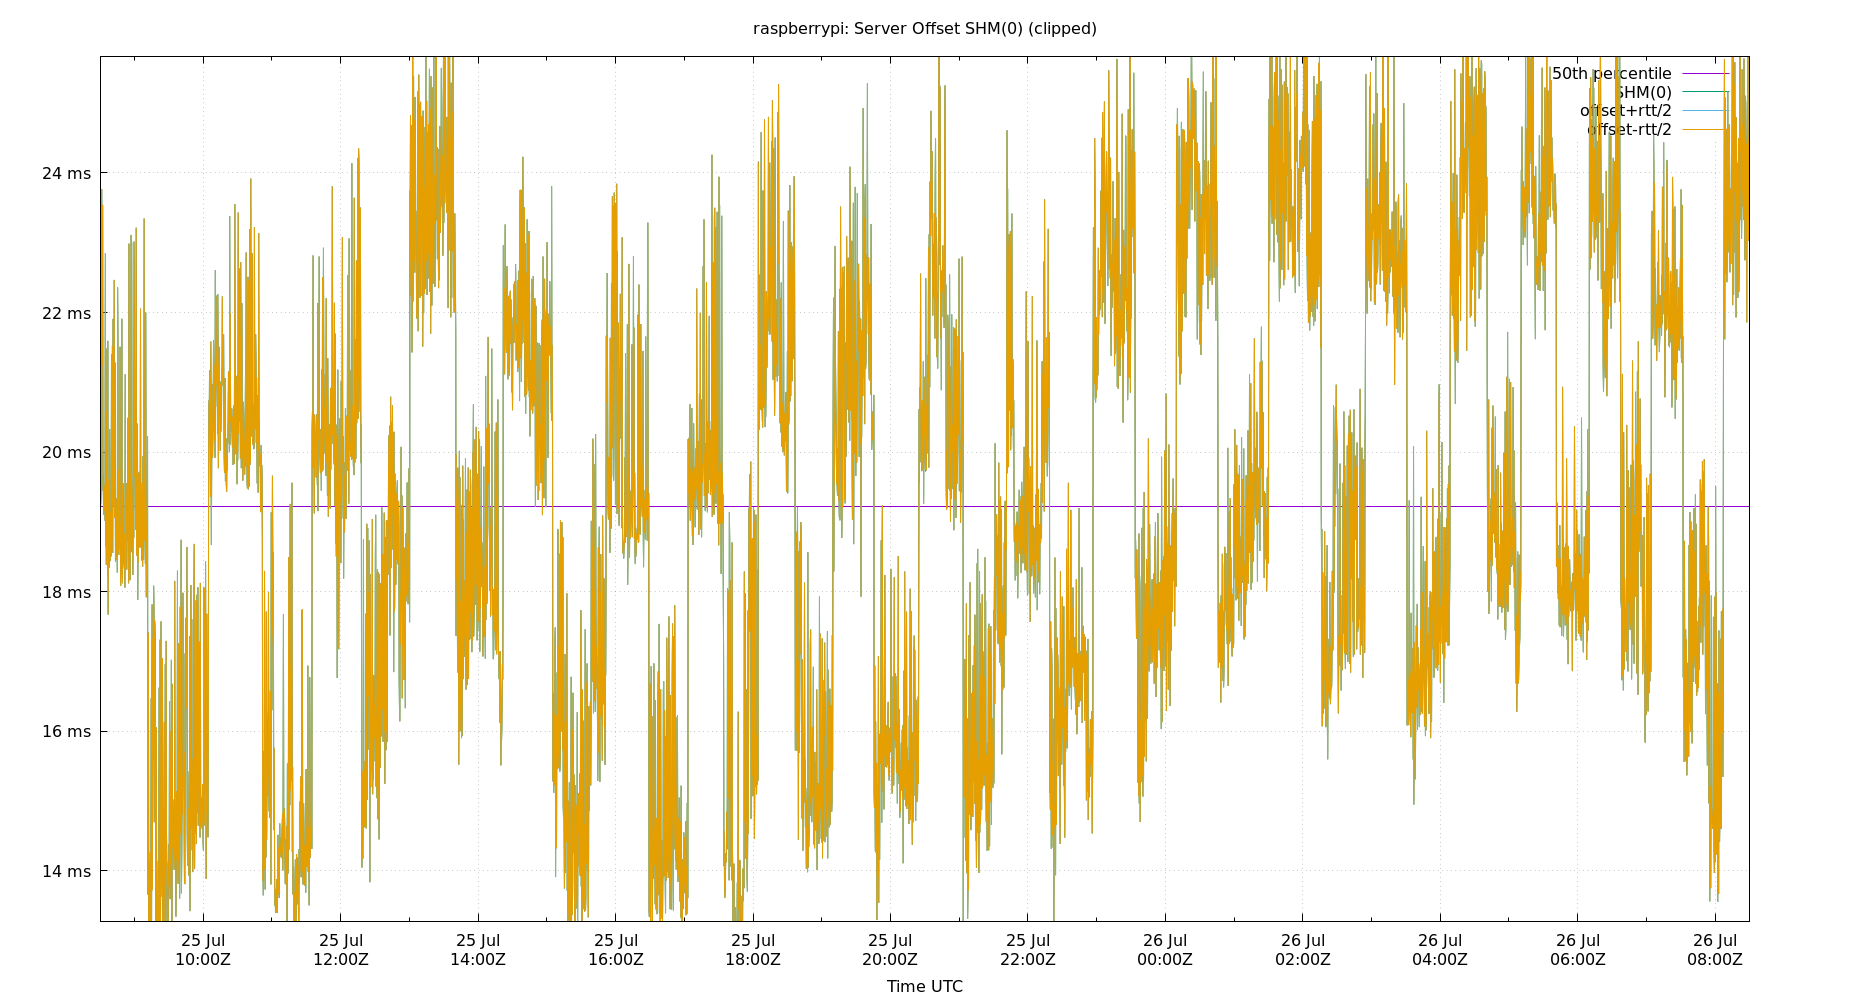 raspberrypi: Server Offset SHM(0) (clipped)
50th percentile
SHM(0)
offset+rtt/2
offset-rtt/2
24 ms
22 ms
20 ms
18 ms
16 ms
14 ms
25 Jul 25 Jul 25 Jul 25 Jul 25 Jul 25 Jul 25 Jul 26 Jul 26 Jul 26 Jul 26 Jul 26 Jul
10:00Z 12:00Z 14:00Z 16:00Z 18:00Z 20:00Z 22:00Z 00:00Z 02:00Z 04:00Z 06:00Z 08:00Z
Time UTC